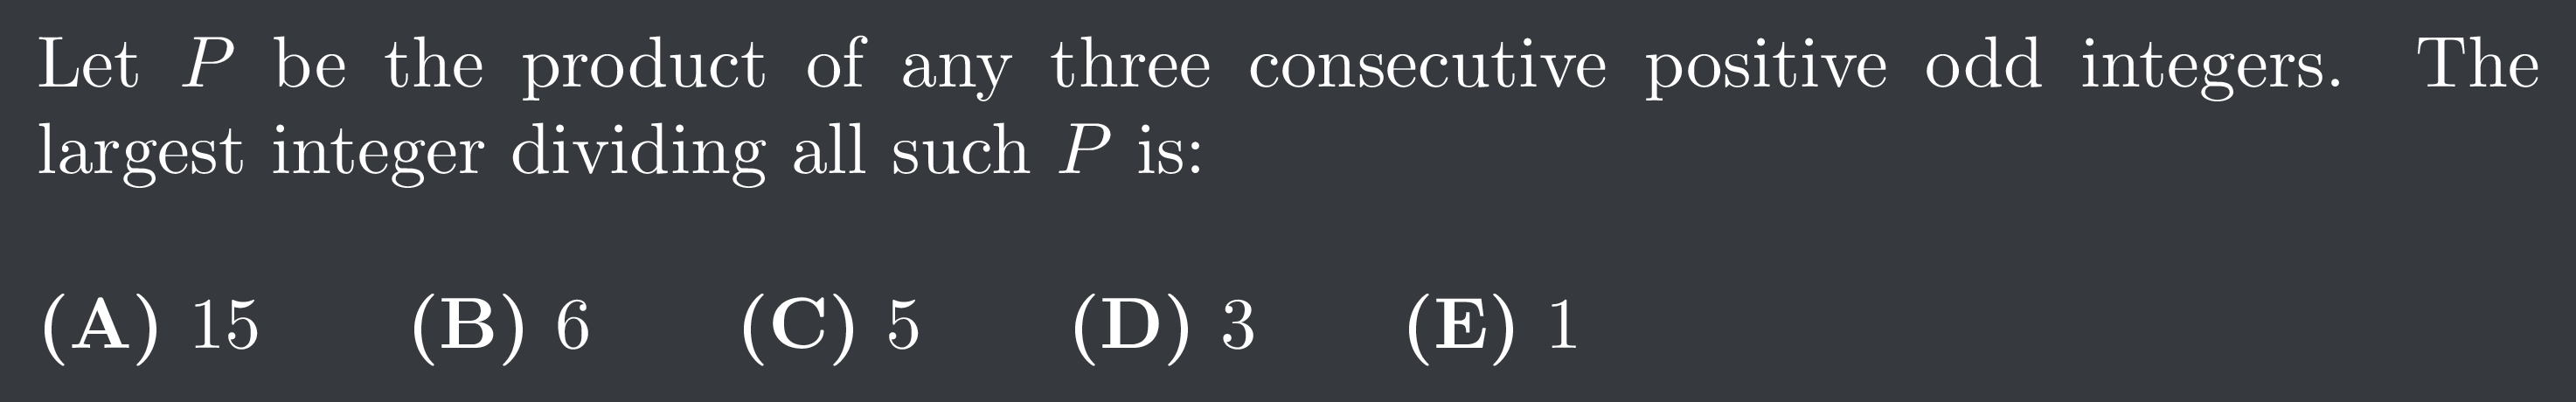 Let P be the product of any three consecutive positive odd integers. The
largest integer dividing all such P is:
(A) 15 (B) 6 (C) 5 (D) 3 (E) 1